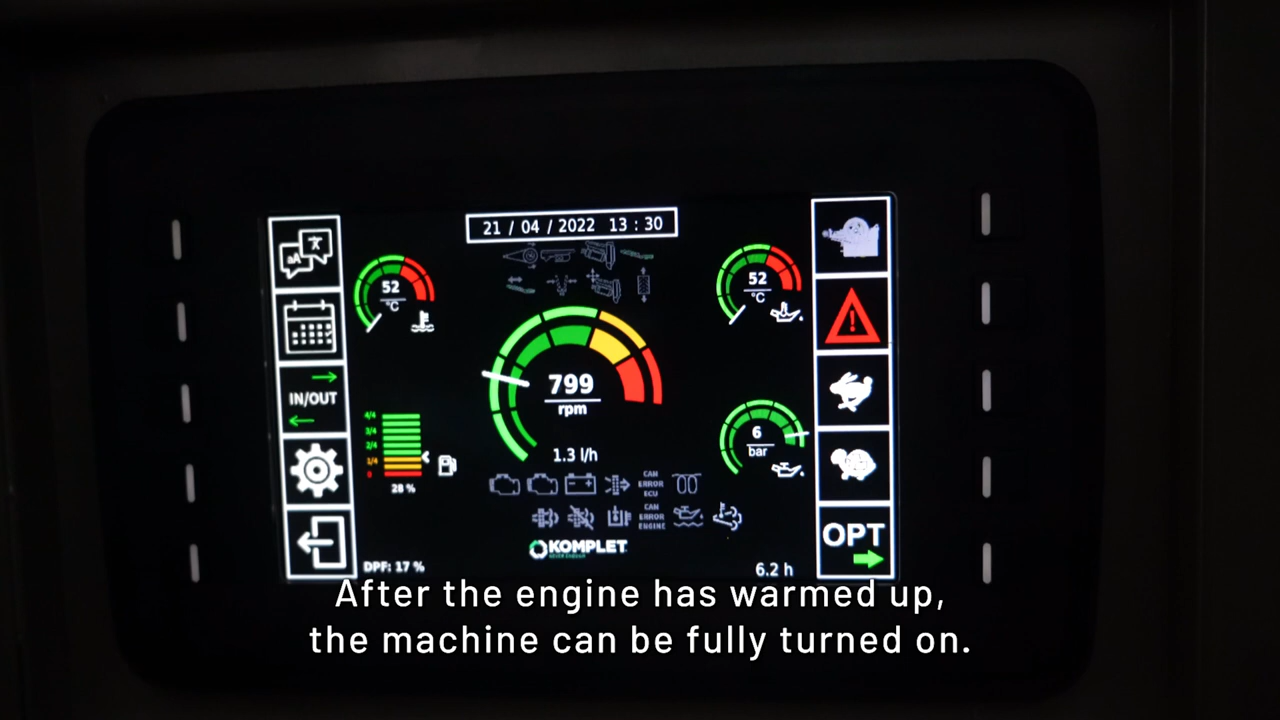 21 / 04 / 2022 13 : 30
52
°C
52
°C
IN/OUT
799
rpm
6
bar
4/4
3/4
2/4
1/4
0
28 %
1.3 l/h
CAN
ERROR
ECU
CAN
ERROR
ENGINE
OPT
KOMPLET
DPF: 17 %
6.2 h
After the engine has warmed up,
the machine can be fully turned on.